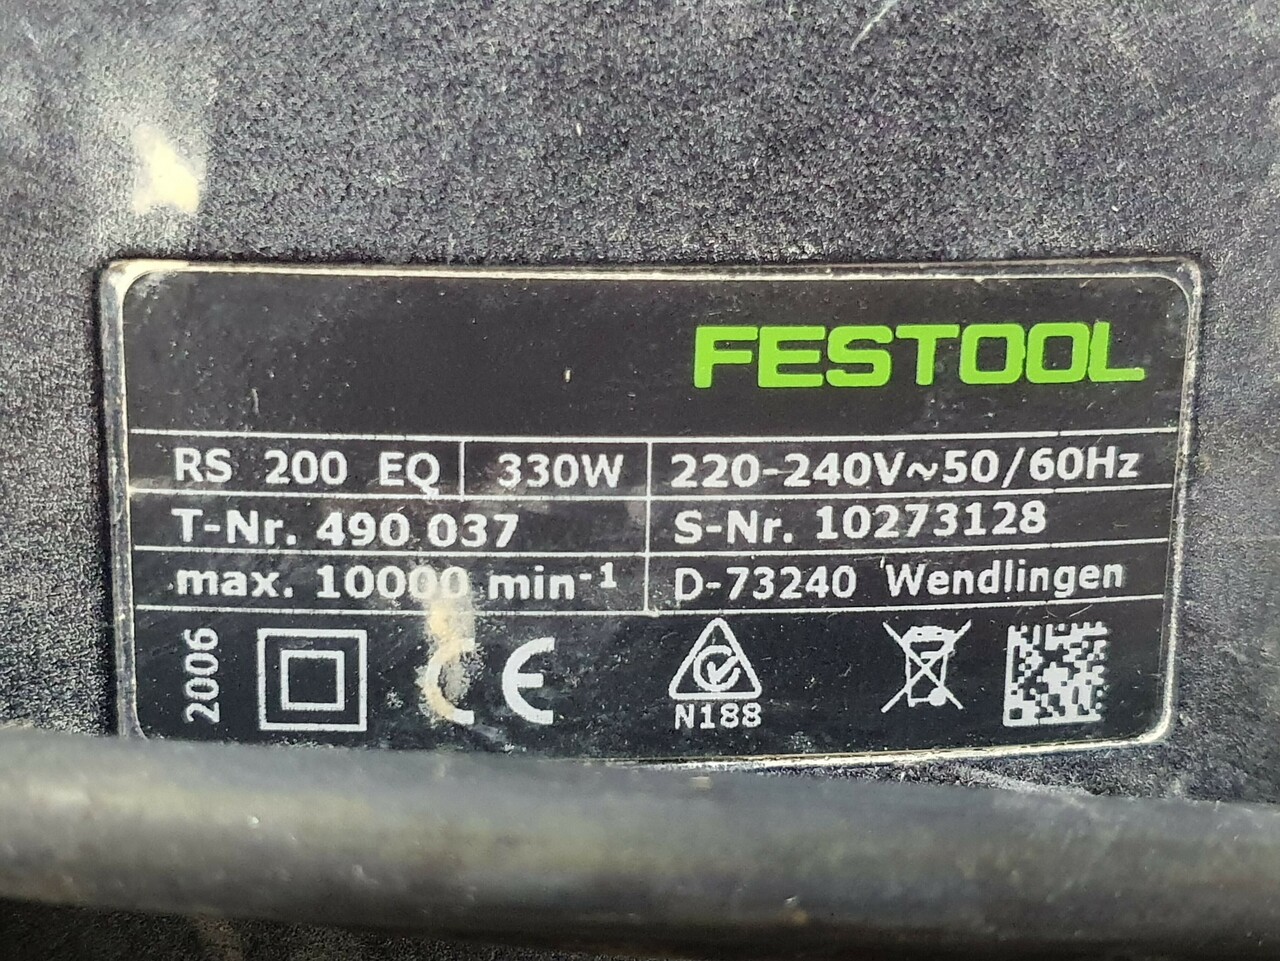 FESTOOL
RS 200 EQ 330W 220-240V~50/60Hz
T-Nr. 490 037 S-Nr. 10273128
max. 10000 min-1 D-73240 Wendlingen
2006 CE N188